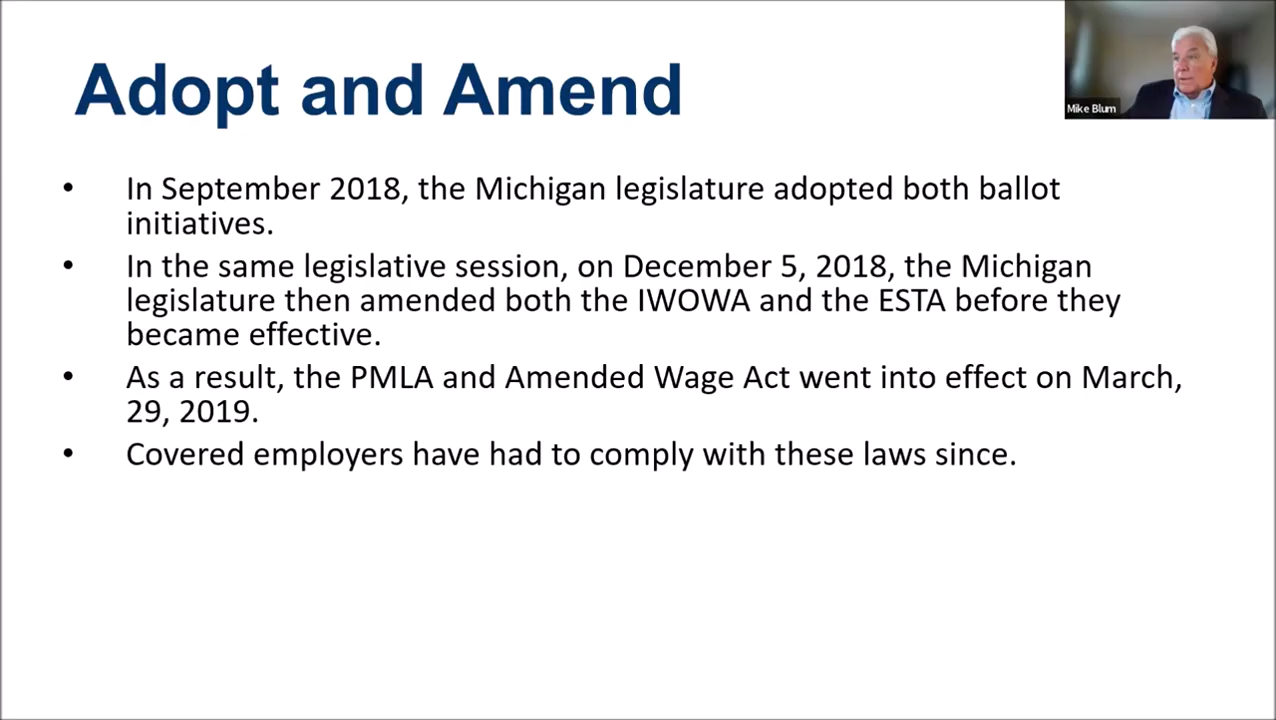 Adopt and Amend
Mike Blum
• In September 2018, the Michigan legislature adopted both ballot
initiatives.
• In the same legislative session, on December 5, 2018, the Michigan
legislature then amended both the IWOWA and the ESTA before they
became effective.
• As a result, the PMLA and Amended Wage Act went into effect on March,
29, 2019.
• Covered employers have had to comply with these laws since.